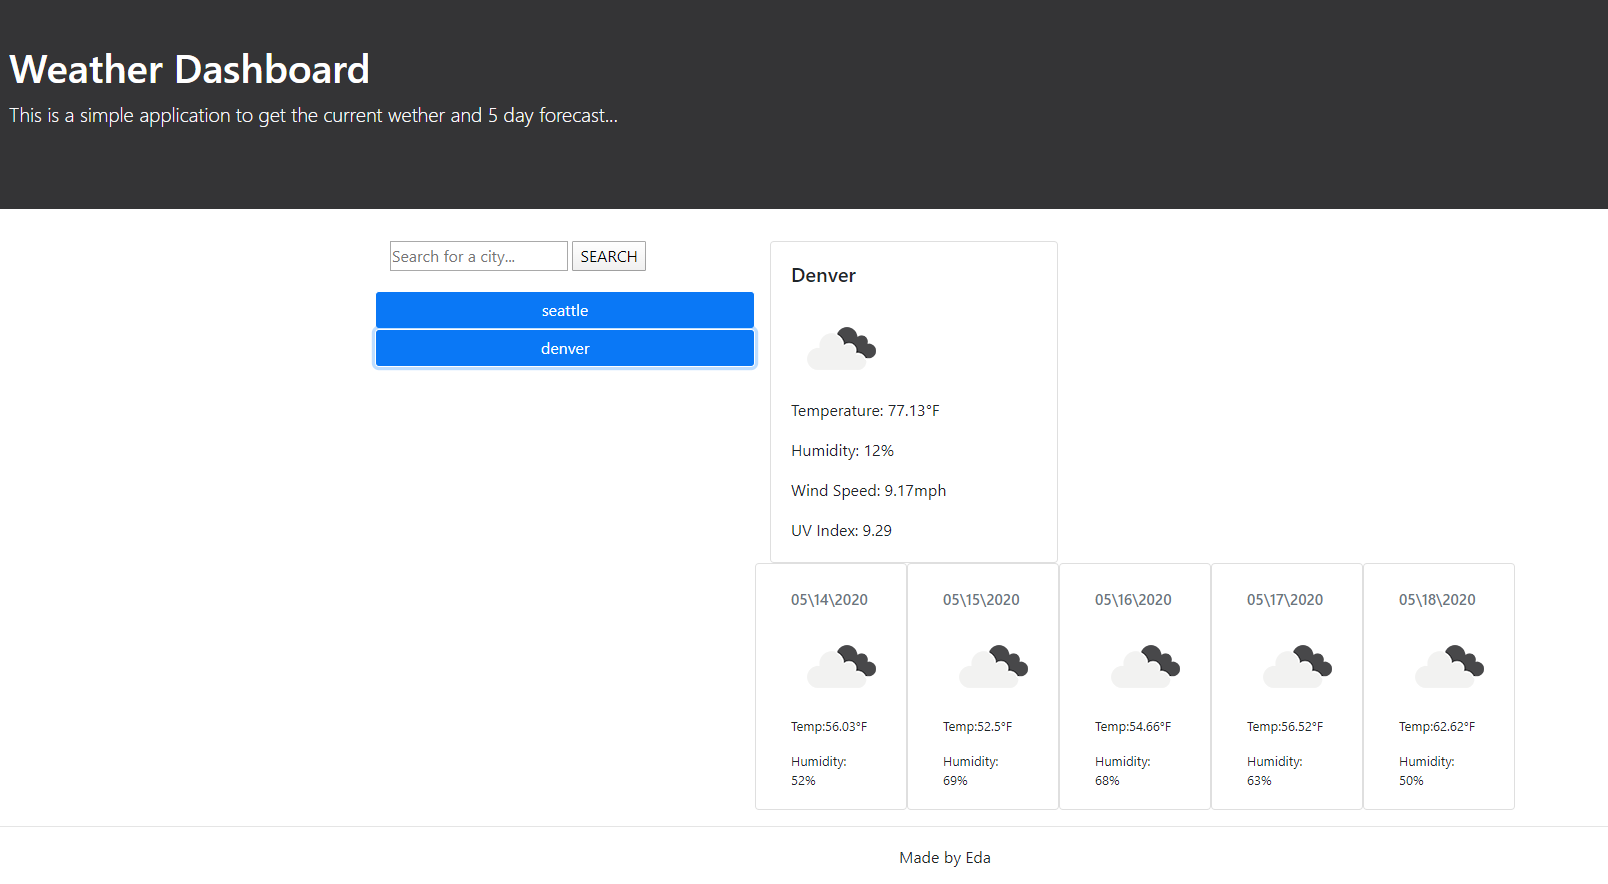 Weather Dashboard
This is a simple application to get the current wether and 5 day forecast...
Search for a city...
SEARCH
seattle
denver
Denver
Temperature: 77.13°F
Humidity: 12%
Wind Speed: 9.17mph
UV Index: 9.29
05\14\2020
Temp:56.03°F
Humidity:
52%
05\15\2020
Temp:52.5°F
Humidity:
69%
05\16\2020
Temp:54.66°F
Humidity:
68%
05\17\2020
Temp:56.52°F
Humidity:
63%
05\18\2020
Temp:62.62°F
Humidity:
50%
Made by Eda